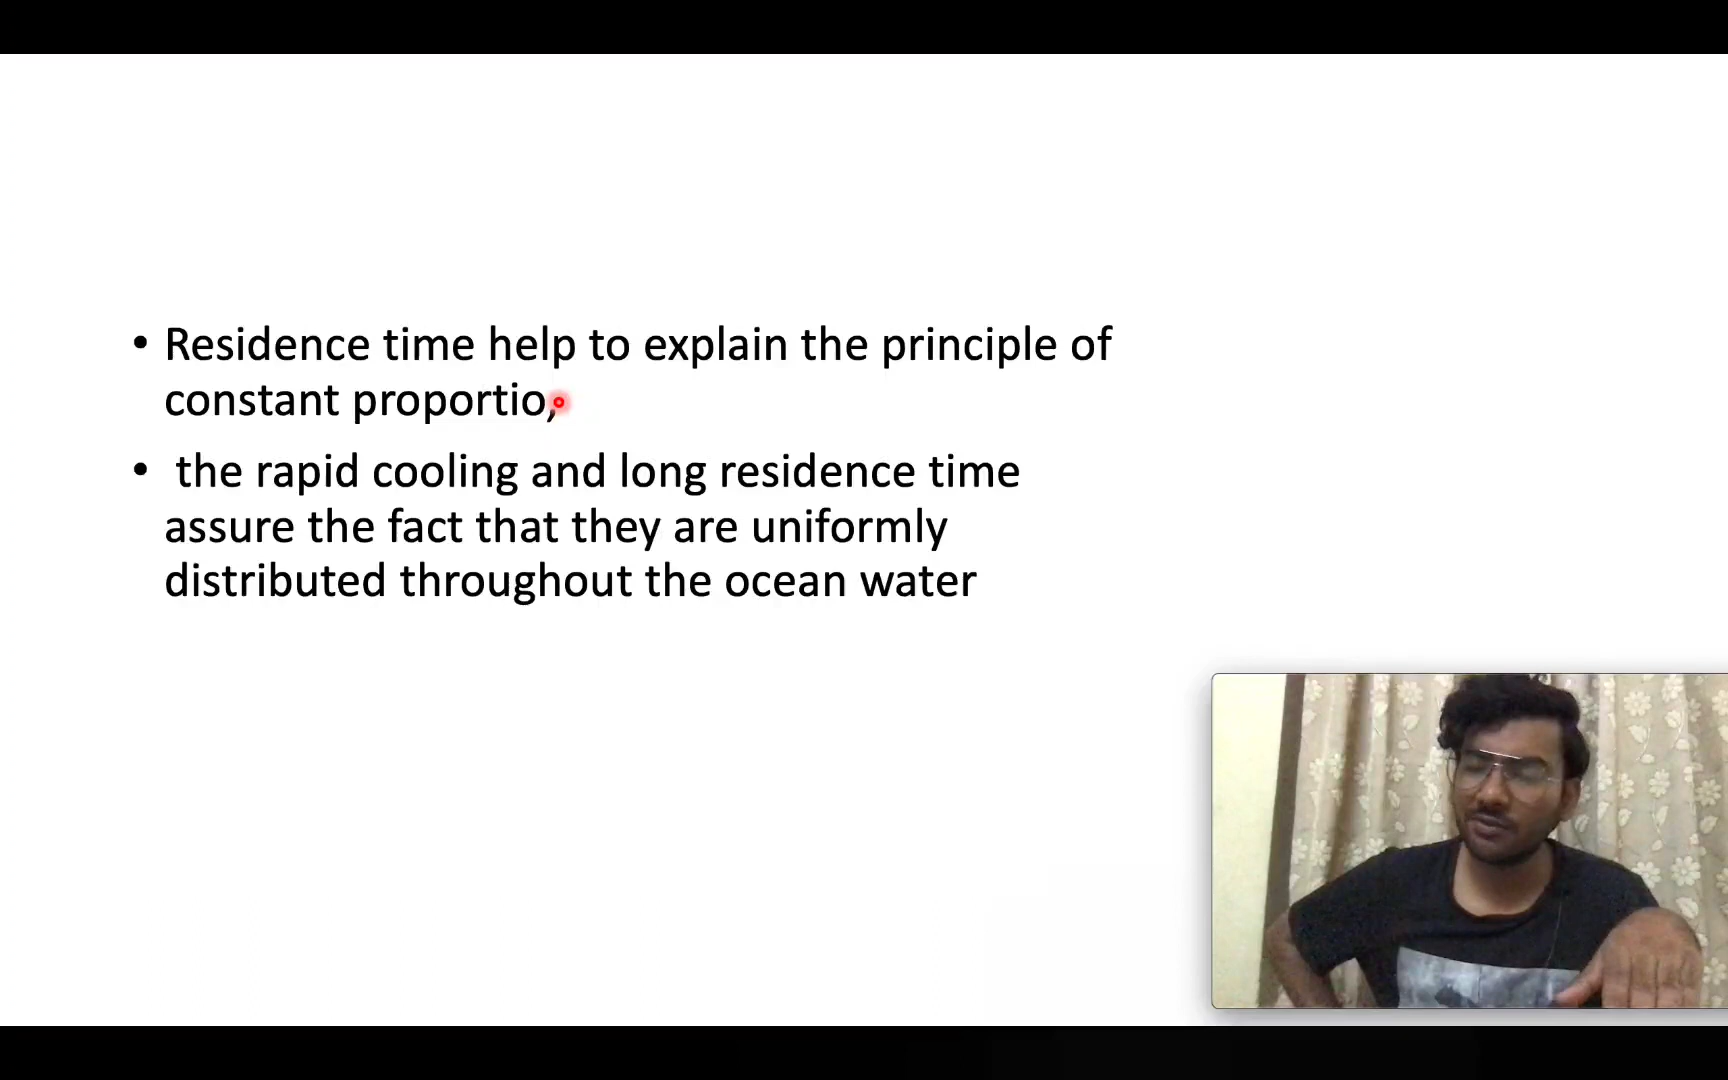 • Residence time help to explain the principle of
constant proportio,
• the rapid cooling and long residence time
assure the fact that they are uniformly
distributed throughout the ocean water